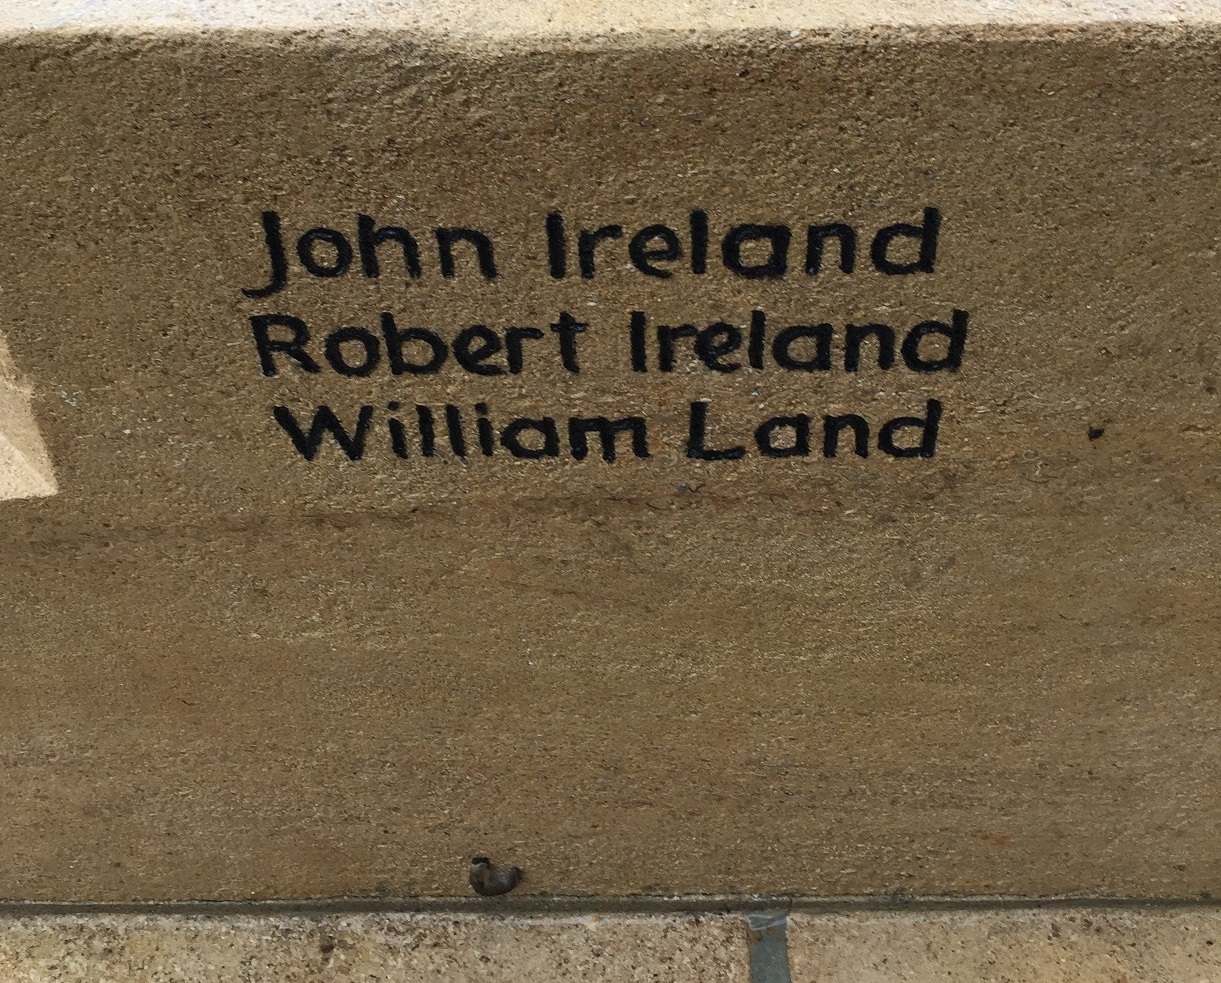 John Ireland
Robert Ireland
William Land